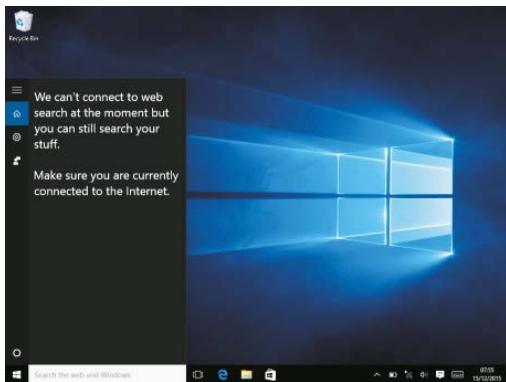 Recycle Bin
We can't connect to web
search at the moment but
you can still search your
stuff.
Make sure you are currently
connected to the Internet.
Search the web and Windows
07:55
15/12/2015